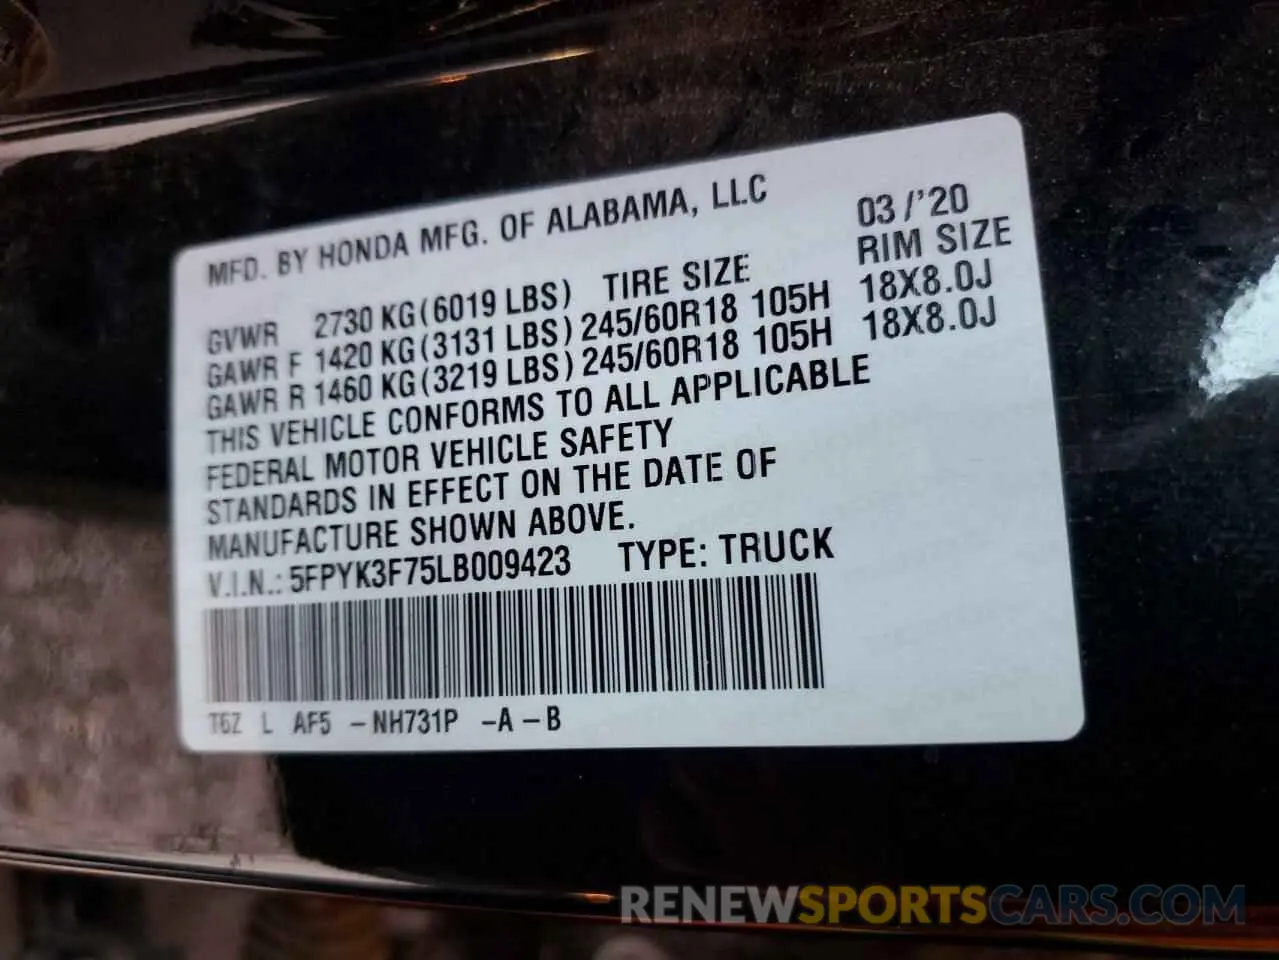 MFD. BY HONDA MFG. OF ALABAMA, LLC 03/'20
GVWR 2730 KG (6019 LBS) TIRE SIZE RIM SIZE
GAWR F 1420 KG (3131 LBS) 245/60R18 105H 18X8.0J
GAWR R 1460 KG (3219 LBS) 245/60R18 105H 18X8.0J
THIS VEHICLE CONFORMS TO ALL APPLICABLE
FEDERAL MOTOR VEHICLE SAFETY
STANDARDS IN EFFECT ON THE DATE OF
MANUFACTURE SHOWN ABOVE.
V.I.N.: 5FPYK3F75LB009423 TYPE: TRUCK
T6Z L AF5 - NH731P - A - B
RENEWSPORTSCARS.COM